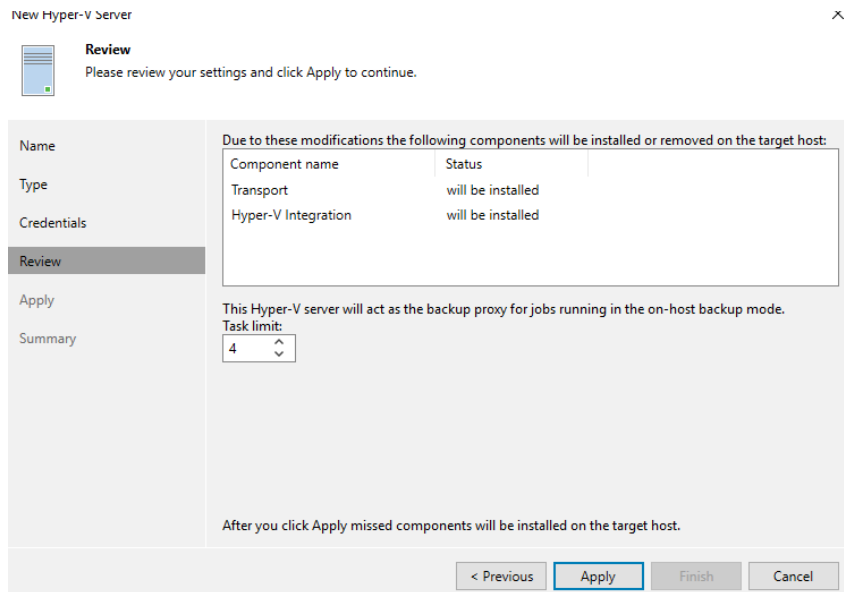 New Hyper-V Server
Review
Please review your settings and click Apply to continue.
Name
Type
Credentials
Review
Apply
Summary
Due to these modifications the following components will be installed or removed on the target host:
Component name Status
Transport will be installed
Hyper-V Integration will be installed
This Hyper-V server will act as the backup proxy for jobs running in the on-host backup mode.
Task limit:
4
After you click Apply missed components will be installed on the target host.
< Previous Apply Finish Cancel